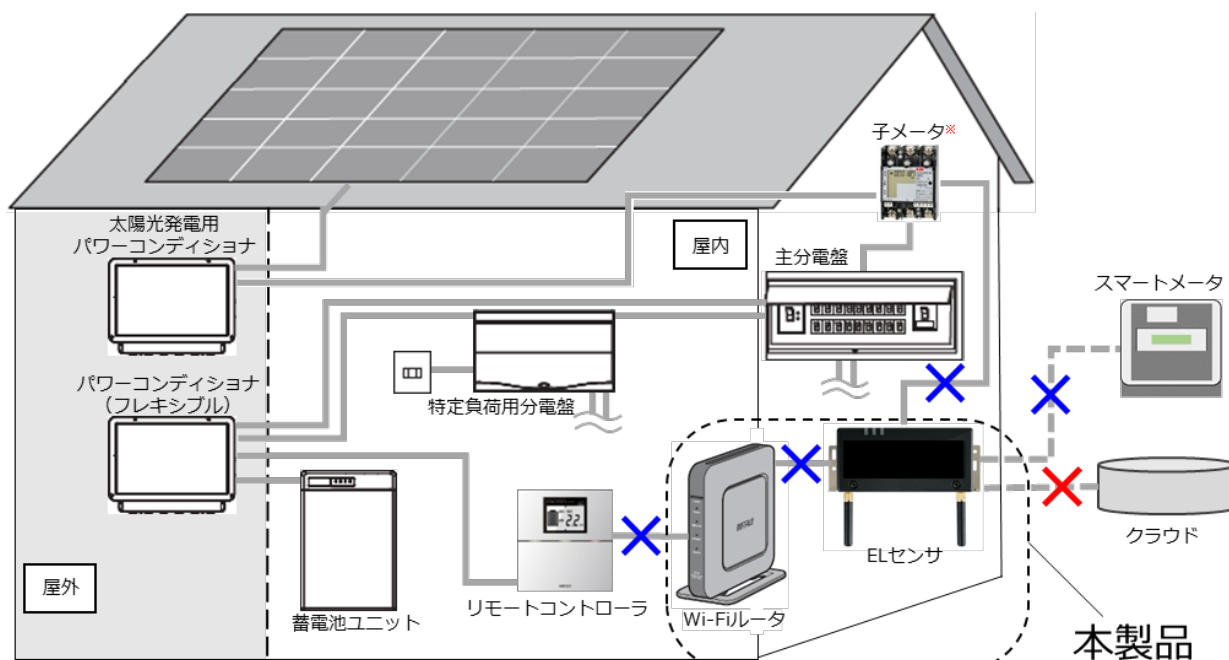 子メータ※
太陽光発電用
パワーコンディショナ
屋内
主分電盤
スマートメータ
パワーコンディショナ
（フレキシブル）
特定負荷用分電盤
22
BUFFALO
ELセンサ
クラウド
屋外
蓄電池ユニット
リモートコントローラ
Wi-Fiルータ
本製品